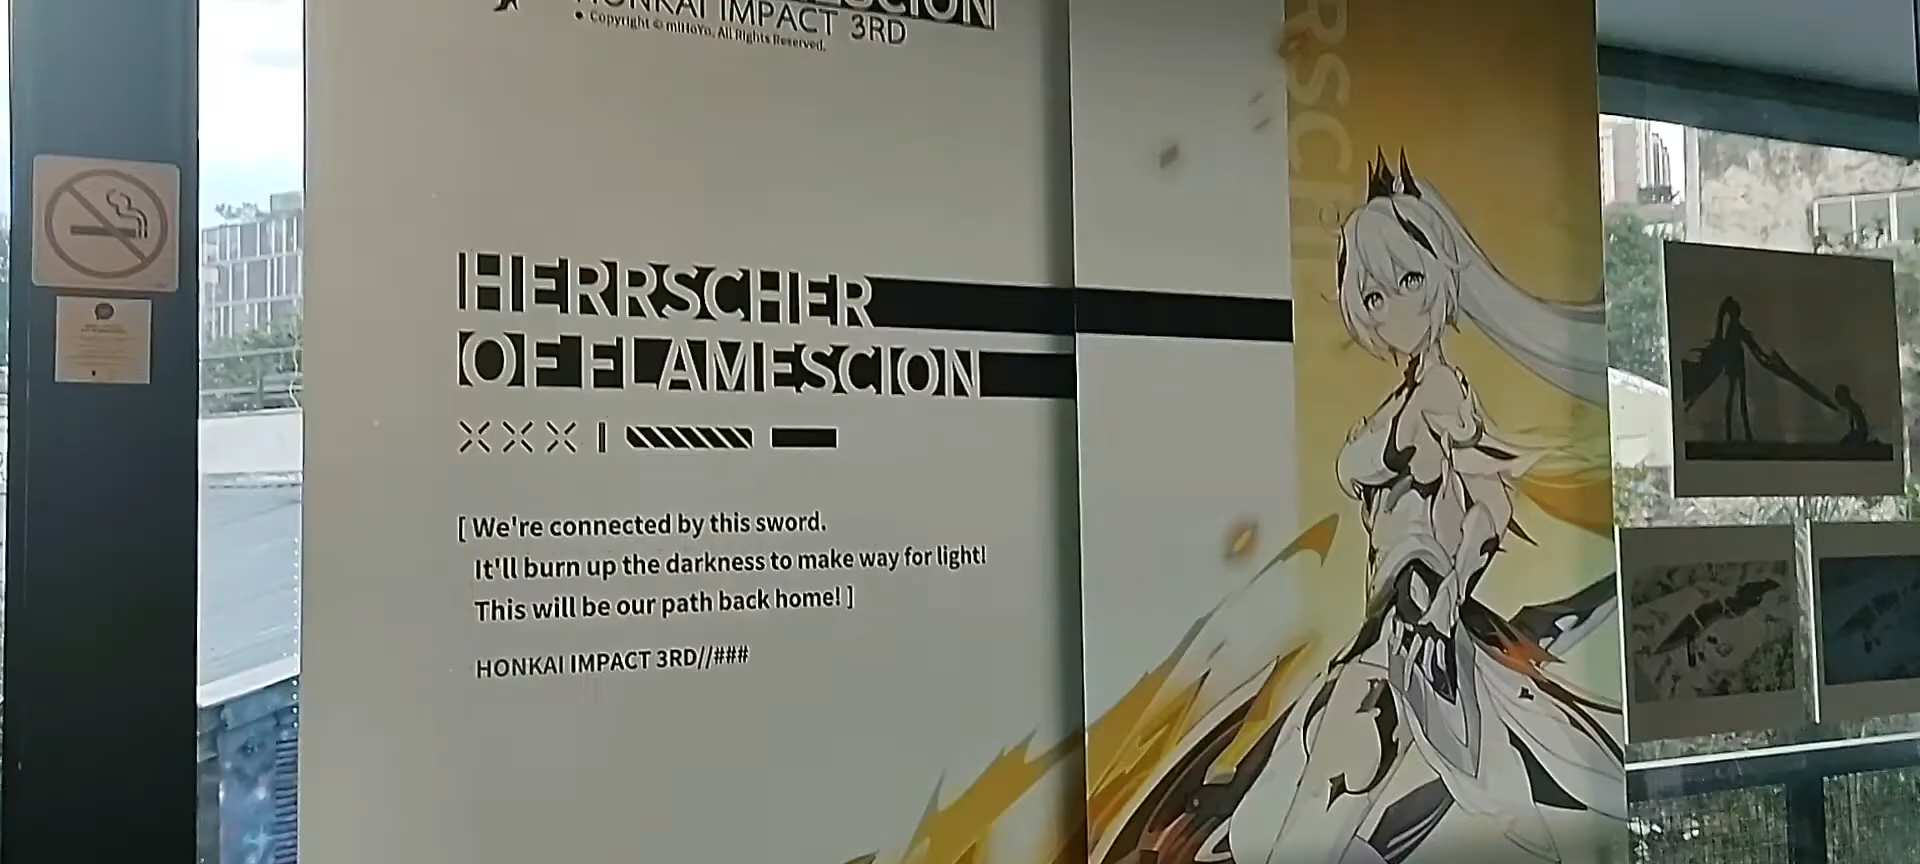 HONKAI IMPACT 3RD
• Copyright © miHoYo. All Rights Reserved.
HERRSCHER
OF FLAMESCION
[ We're connected by this sword.
It'll burn up the darkness to make way for light!
This will be our path back home! ]
HONKAI IMPACT 3RD//###